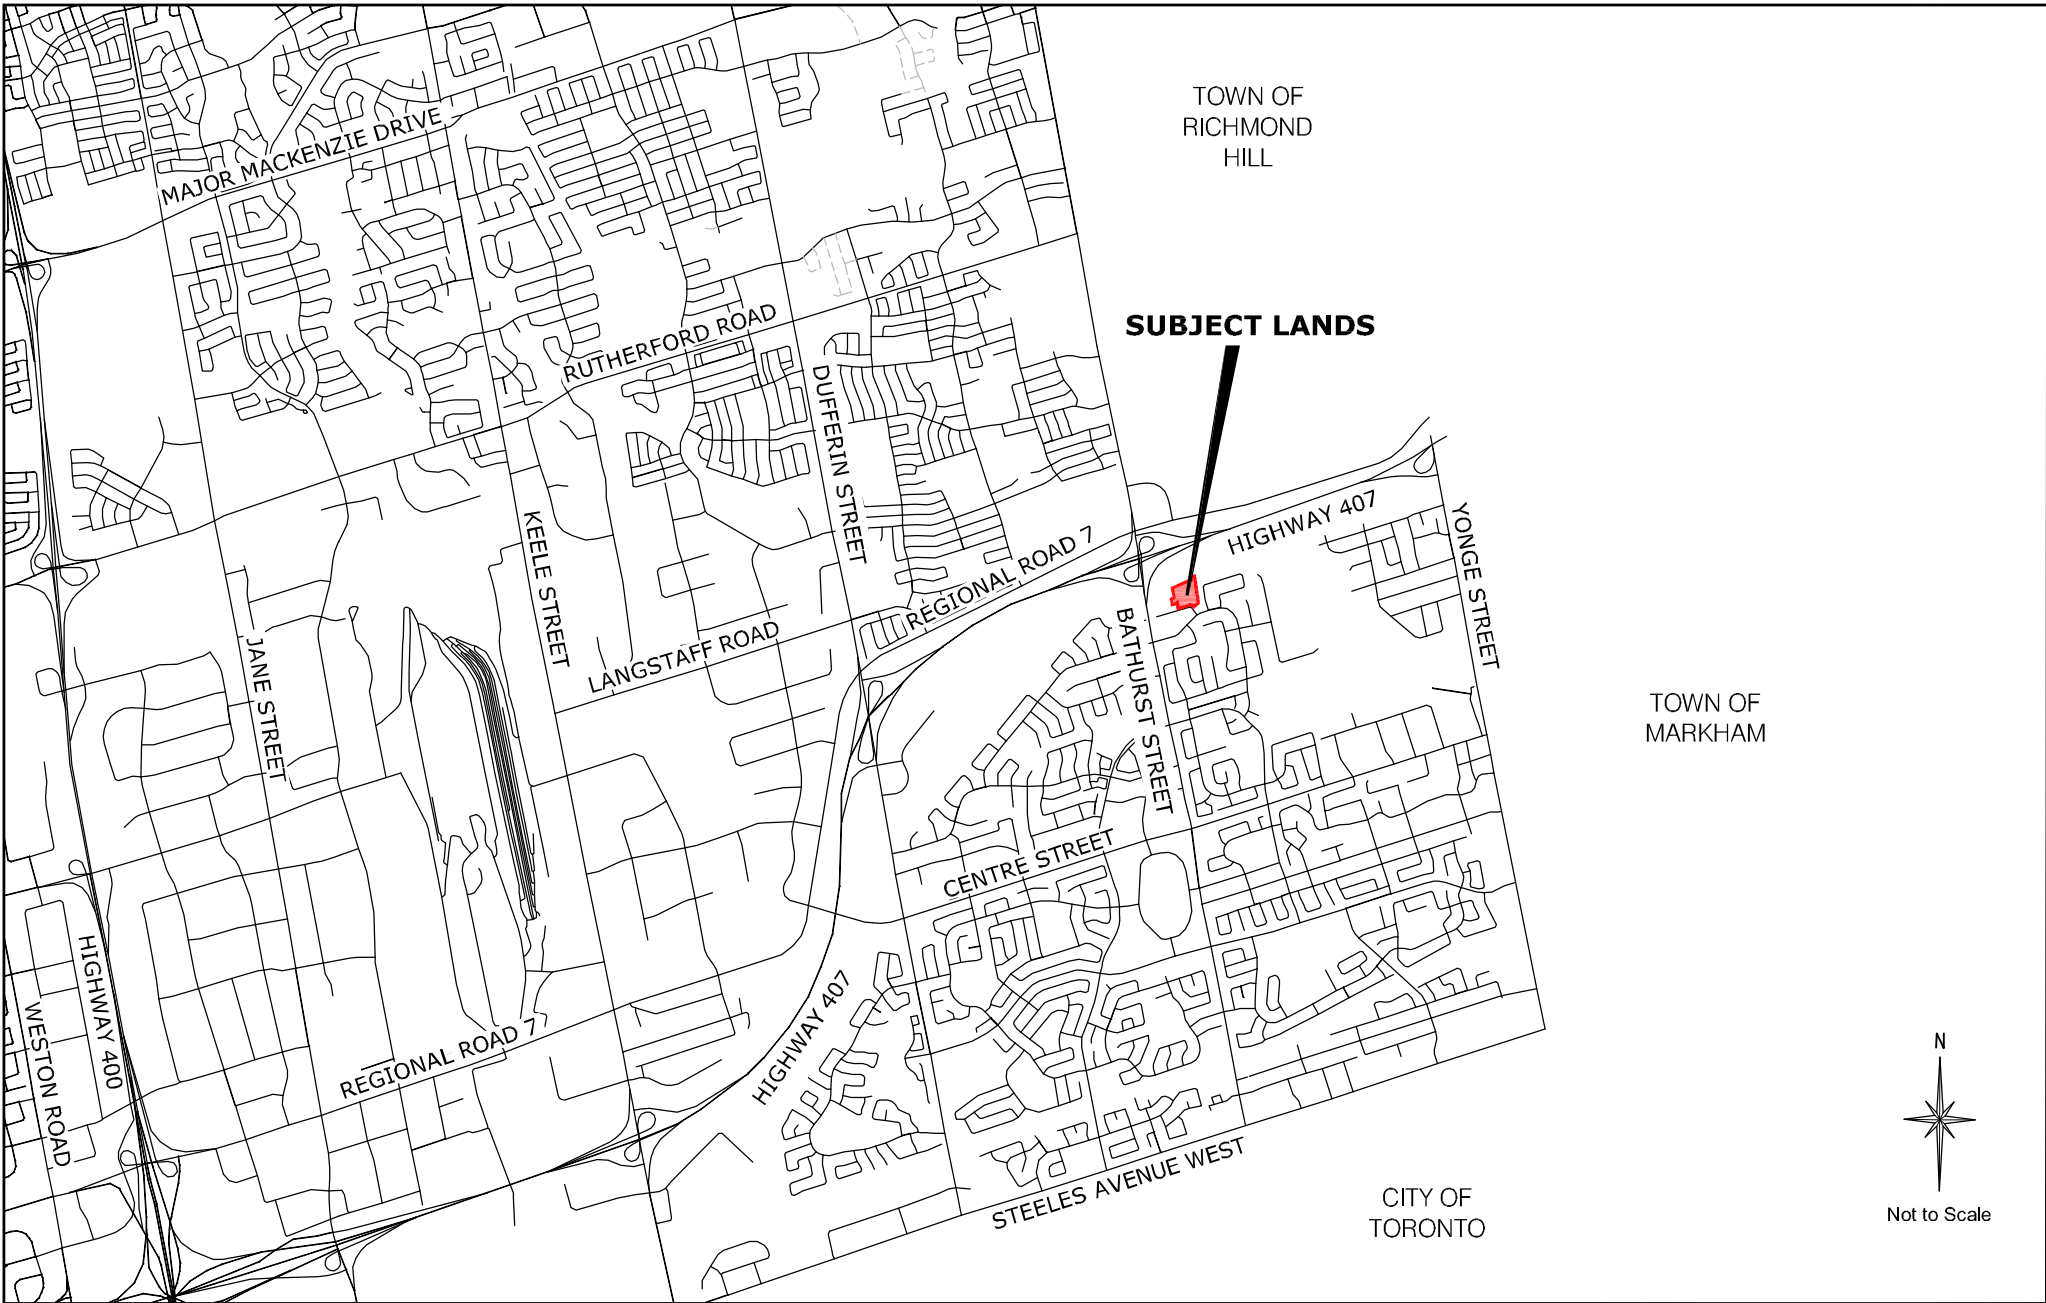 TOWN OF
RICHMOND
HILL
MAJOR MACKENZIE DRIVE
SUBJECT LANDS
RUTHERFORD ROAD
DUFFERIN STREET
HIGHWAY 407
YONGE STREET
KEELE STREET
REGIONAL ROAD 7
LANGSTAFF ROAD
BATHURST STREET
JANE STREET
TOWN OF
MARKHAM
CENTRE STREET
HIGHWAY 400
WESTON ROAD
REGIONAL ROAD 7
HIGHWAY 407
STEELES AVENUE WEST
CITY OF
TORONTO
N
Not to Scale